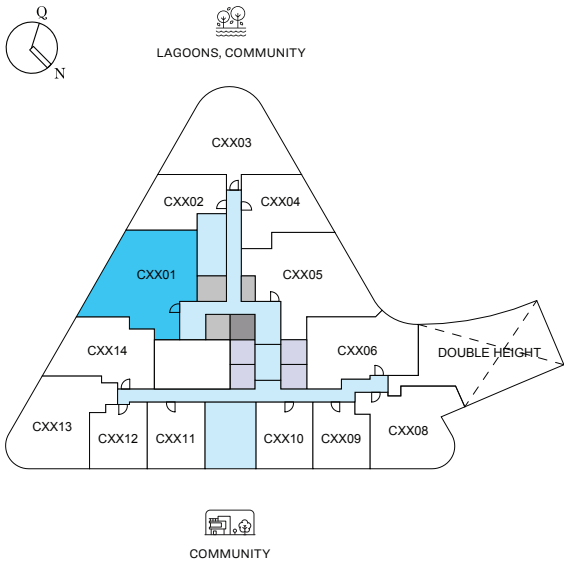 Q
N
LAGOONS, COMMUNITY
CXX03
CXX02
CXX04
CXX01
CXX05
CXX14
CXX06
DOUBLE HEIGHT
CXX13
CXX12
CXX11
CXX10
CXX09
CXX08
COMMUNITY